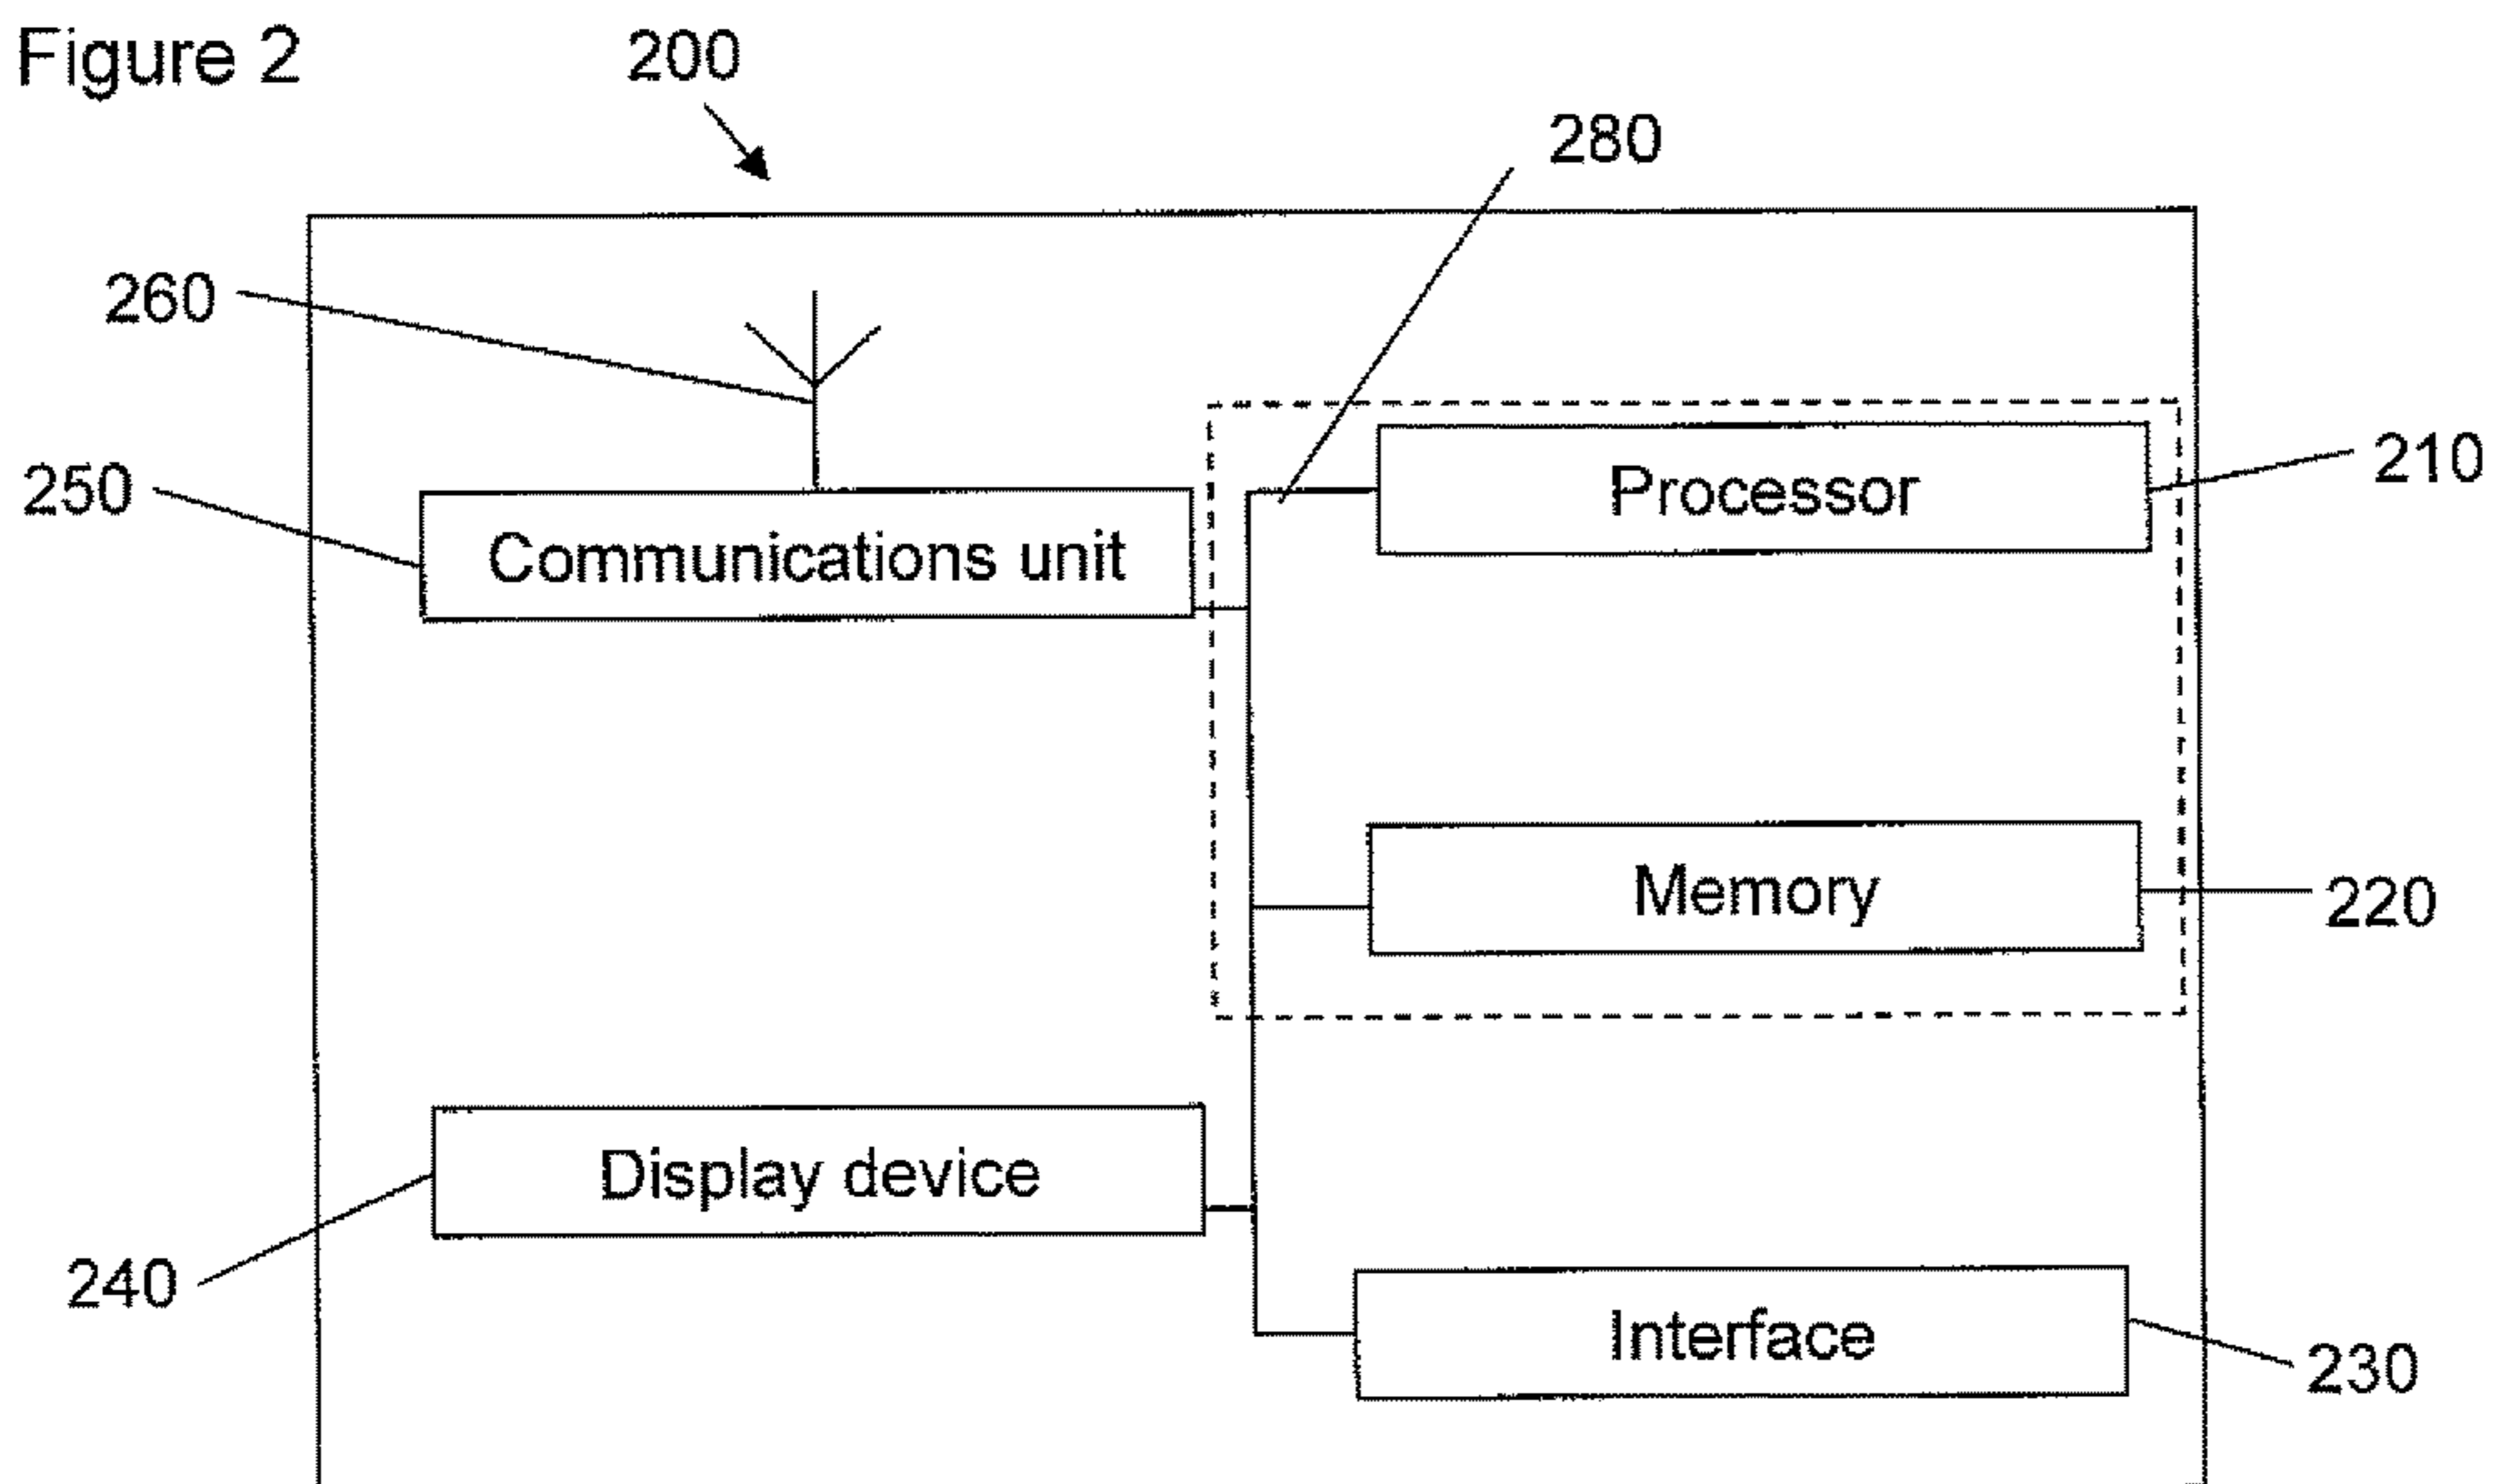 Figure 2
200
280
260
210
250
Processor
Communications unit
Memory
220
Display device
240
Interface
230